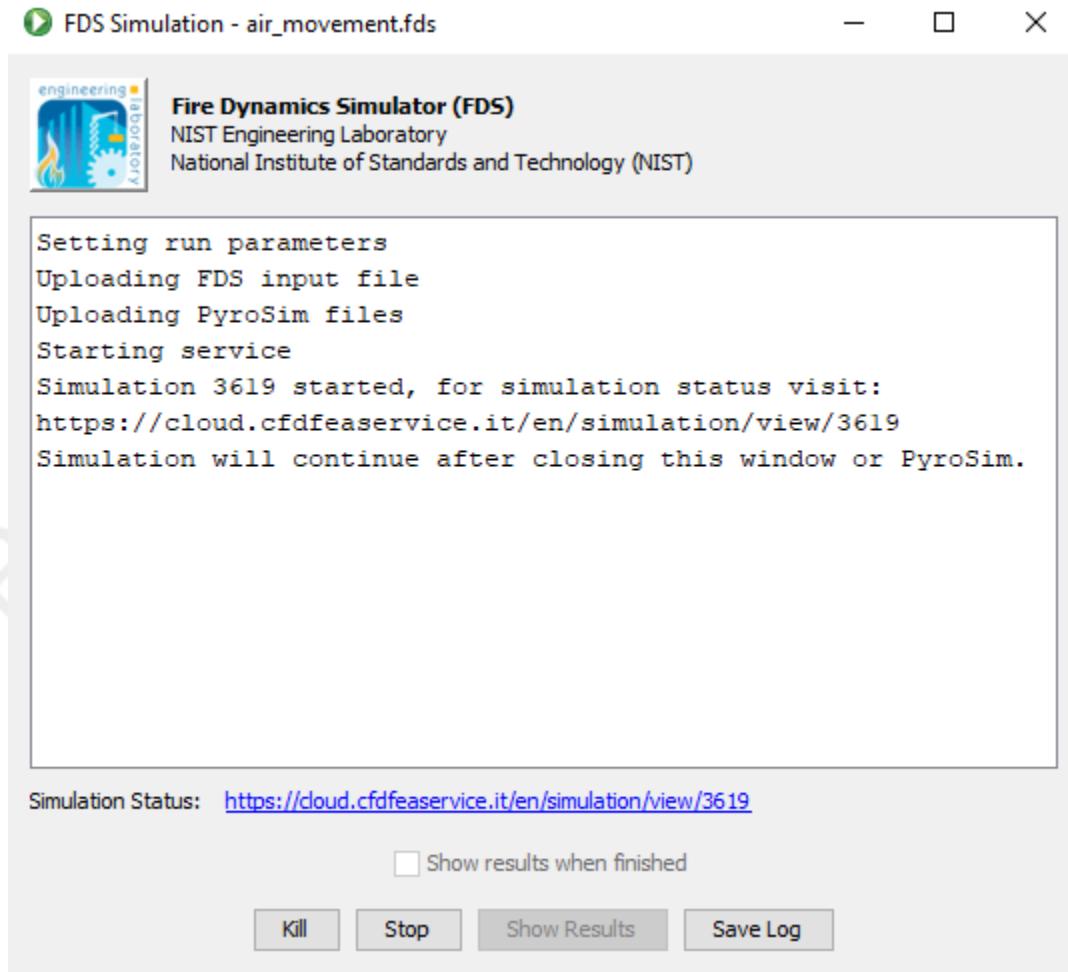 FDS Simulation - air_movement.fds
engineering
laboratory
Fire Dynamics Simulator (FDS)
NIST Engineering Laboratory
National Institute of Standards and Technology (NIST)
Setting run parameters
Uploading FDS input file
Uploading PyroSim files
Starting service
Simulation 3619 started, for simulation status visit:
https://cloud.cfdfeaservice.it/en/simulation/view/3619
Simulation will continue after closing this window or PyroSim.
Simulation Status: https://cloud.cfdfeaservice.it/en/simulation/view/3619
Show results when finished
Kill Stop Show Results Save Log